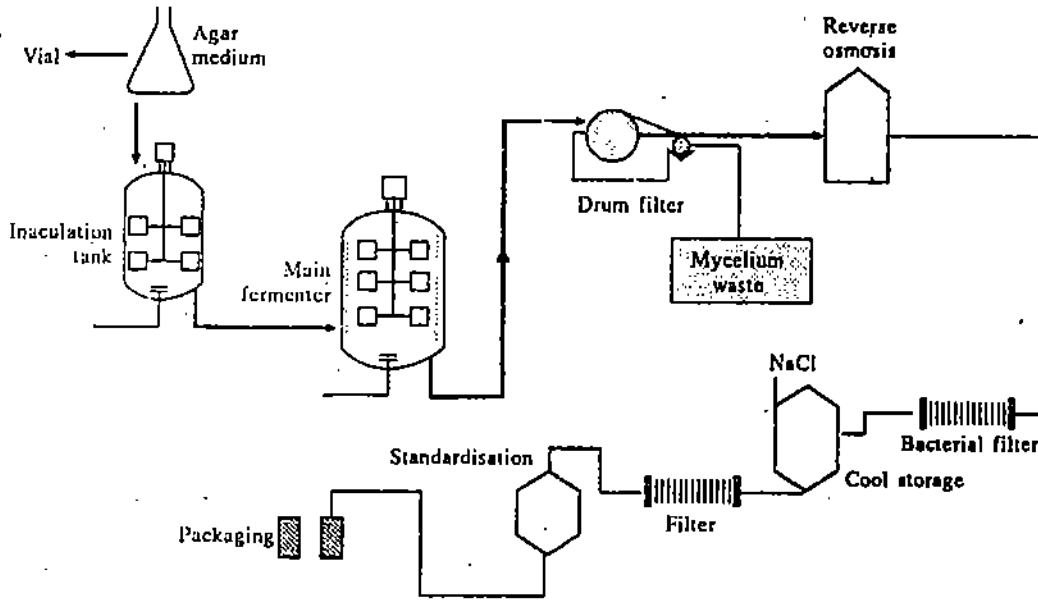 Vial
Agar
medium
Reverse
osmosis
Inaculation
tank
Main
fermenter
Drum filter
Mycelium
waste
NaCl
Bacterial filter
Cool storage
Standardisation
Filter
Packaging